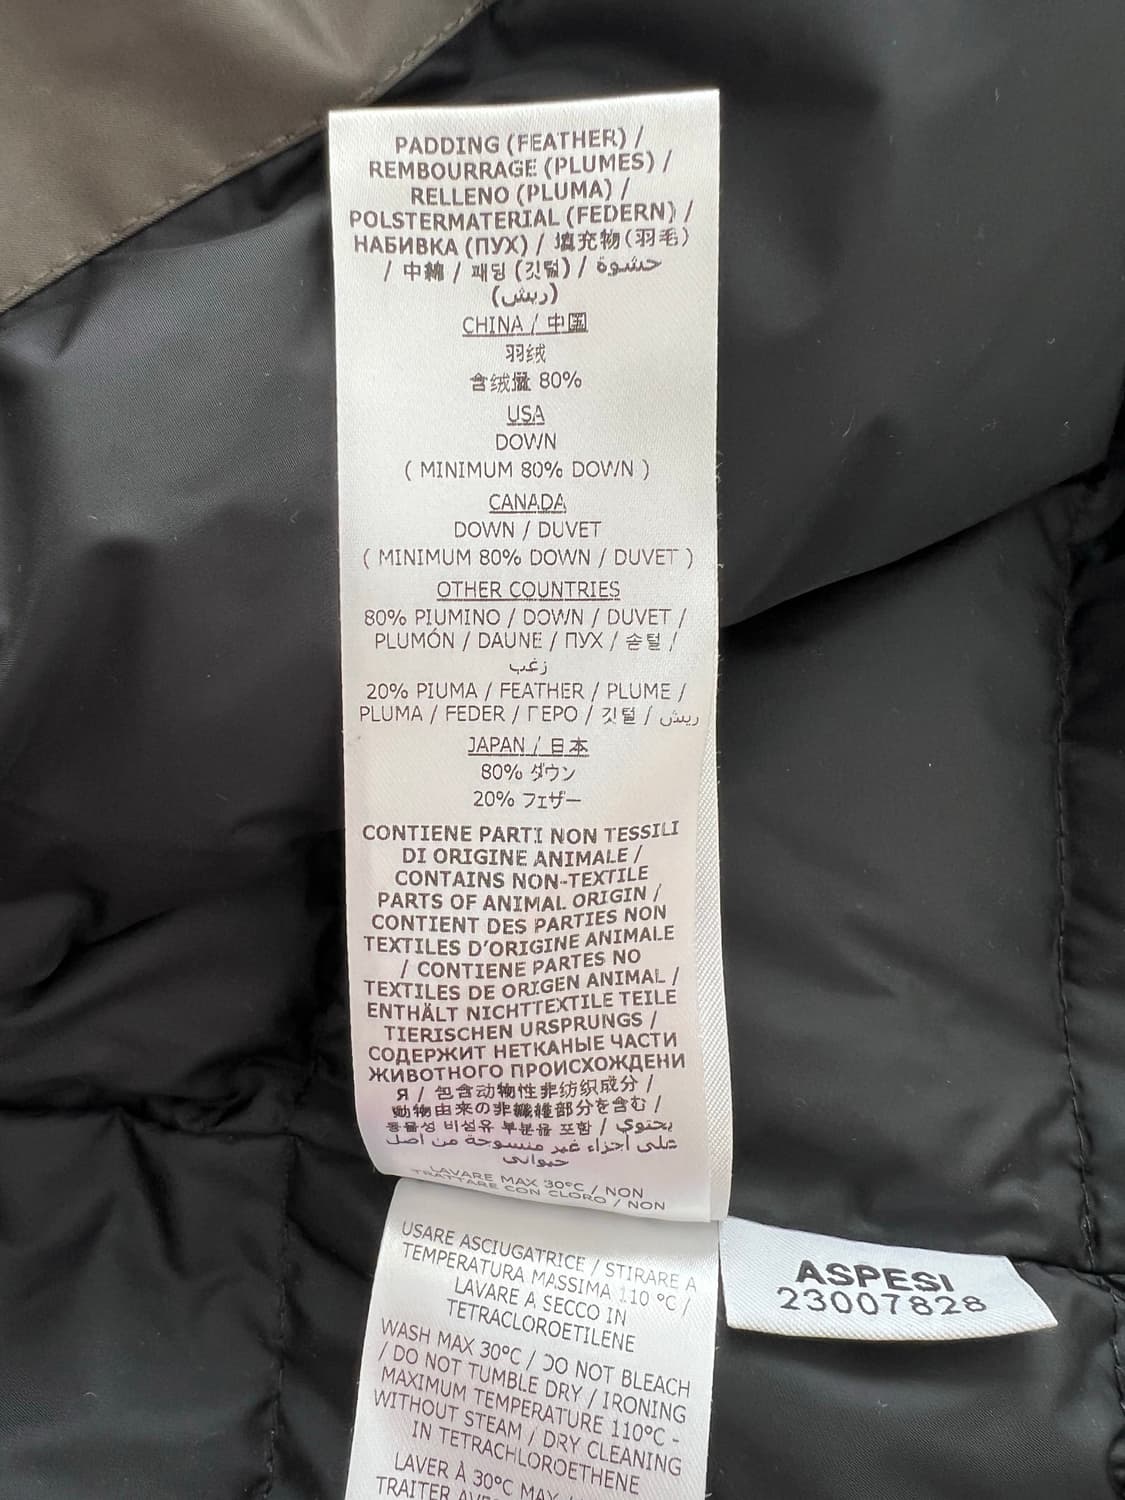 PADDING (FEATHER) /
REMBOURRAGE (PLUMES) /
RELLENO (PLUMA) /
POLSTERMATERIAL (FEDERN) /
НАБИВКА (ПУХ) / 填充物(羽毛)
/ 中綿 / 패딩 (깃털) / حشوة
(ريش)
CHINA / 中国
羽绒
含绒量 80%
USA
DOWN
( MINIMUM 80% DOWN )
CANADA
DOWN / DUVET
( MINIMUM 80% DOWN / DUVET )
OTHER COUNTRIES
80% PIUMINO / DOWN / DUVET /
PLUMÓN / DAUNE / ПУХ / 솜털 /
زغب
20% PIUMA / FEATHER / PLUME /
PLUMA / FEDER / ПЕРО / 깃털 / ريش
JAPAN / 日本
80% ダウン
20% フェザー
CONTIENE PARTI NON TESSILI
DI ORIGINE ANIMALE /
CONTAINS NON-TEXTILE
PARTS OF ANIMAL ORIGIN /
CONTIENT DES PARTIES NON
TEXTILES D'ORIGINE ANIMALE
/ CONTIENE PARTES NO
TEXTILES DE ORIGEN ANIMAL /
ENTHÄLT NICHTTEXTILE TEILE
TIERISCHEN URSPRUNGS /
СОДЕРЖИТ НЕТКАНЫЕ ЧАСТИ
ЖИВОТНОГО ПРОИСХОЖДЕНИ
Я / 包含动物性非纺织成分 /
動物由来の非繊維部分を含む /
동물성 비섬유 부분을 포함 / يحتوي
على أجزاء غير منسوجة من أصل
حيواني
LAVARE MAX 30°C / NON
TRATTARE CON CLORO / NON
USARE ASCIUGATRICE / STIRARE A
TEMPERATURA MASSIMA 110 °C /
LAVARE A SECCO IN
TETRACLOROETILENE
WASH MAX 30°C / DO NOT BLEACH
/ DO NOT TUMBLE DRY / IRONING
MAXIMUM TEMPERATURE 110°C -
WITHOUT STEAM / DRY CLEANING
IN TETRACHLOROETHENE
LAVER À 30°C MAX
TRAITER
ASPESI
23007828